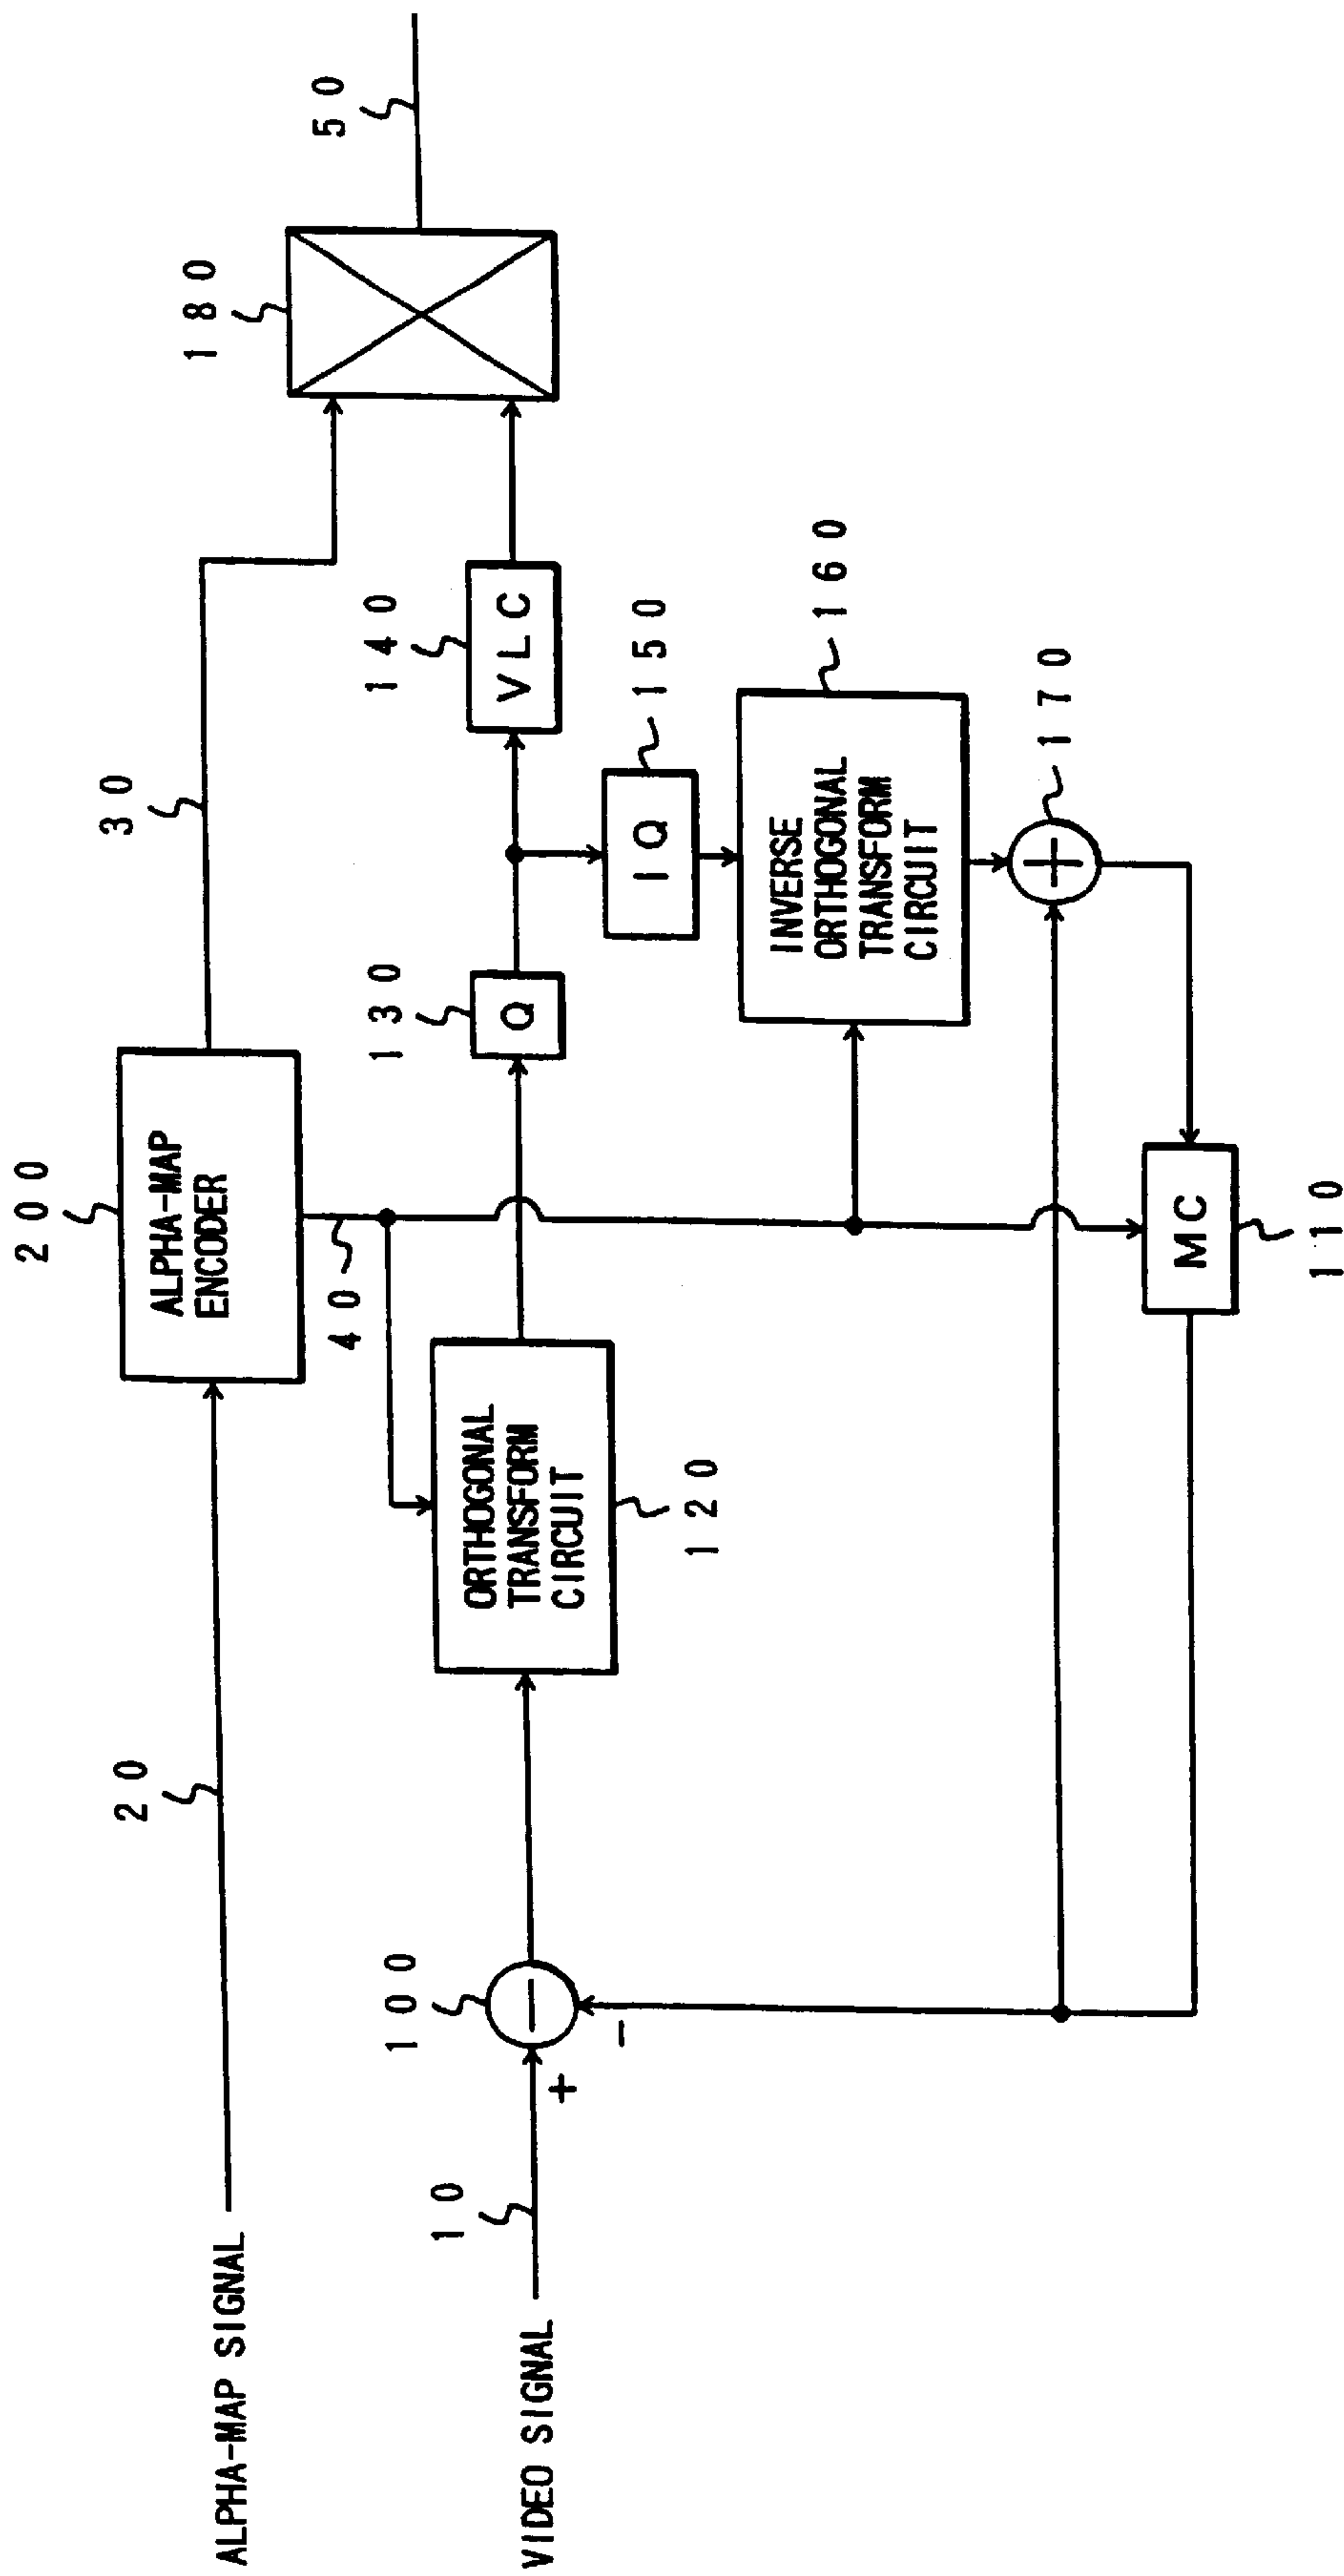 200
30
180
50
20
ALPHA-MAP SIGNAL
ALPHA-MAP
ENCODER
40
100
130
140
10
VIDEO SIGNAL
+
-
ORTHOGONAL
TRANSFORM
CIRCUIT
Q
VLC
120
IQ
150
INVERSE
ORTHOGONAL
TRANSFORM
CIRCUIT
160
170
MC
110